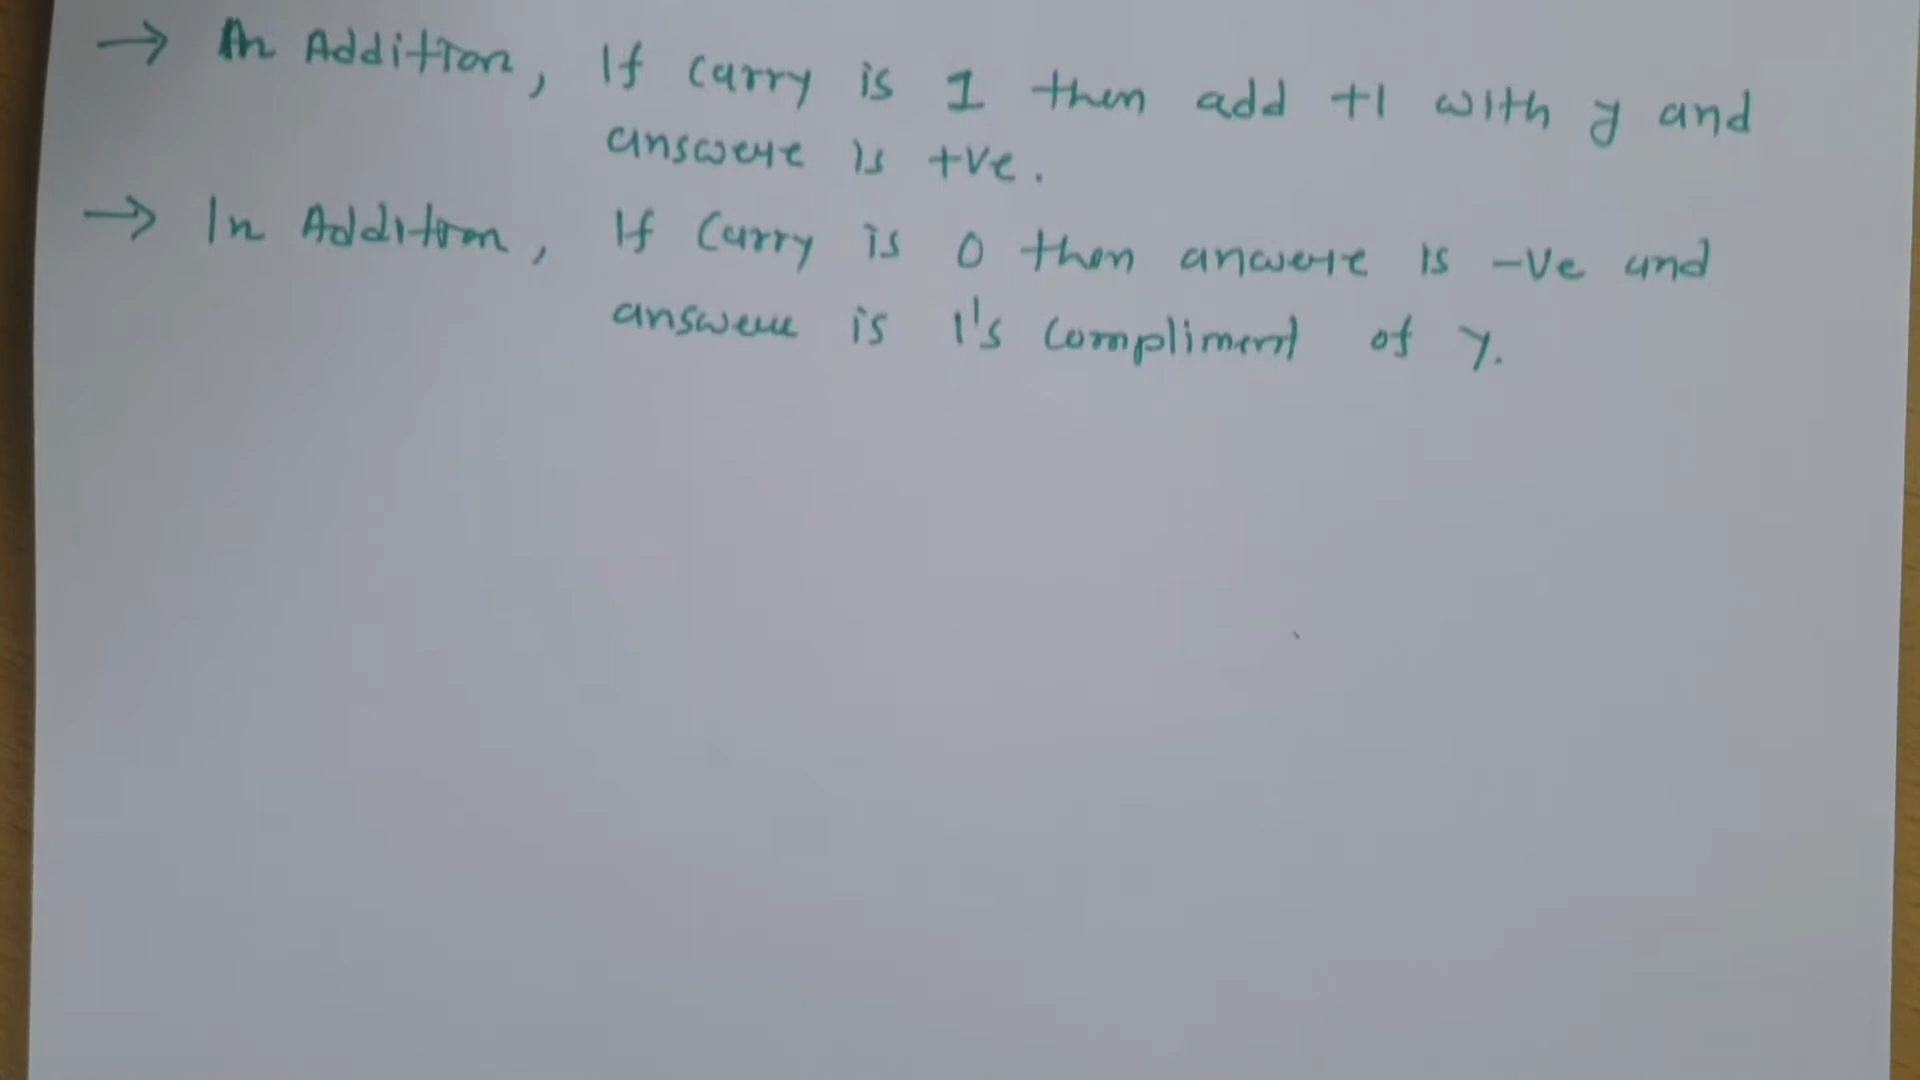 → In Addition, If carry is 1 then add +1 with y and
answere is +ve.
→ In Addition, If Carry is 0 then anwere is -ve and
answere is 1's compliment of y.